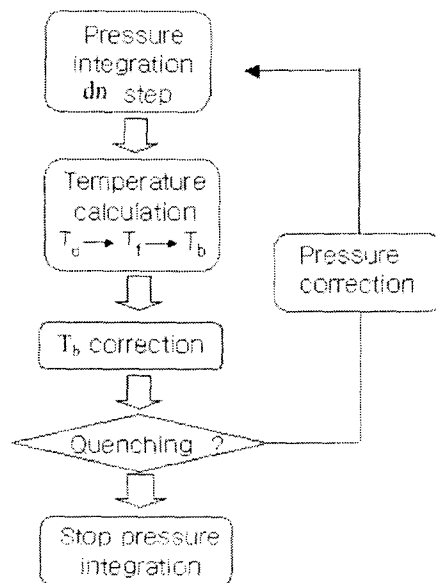 Pressure
integration
dn step
Temperature
calculation
T_u → T_f → T_b
T_b correction
Pressure
correction
Quenching ?
Stop pressure
integration